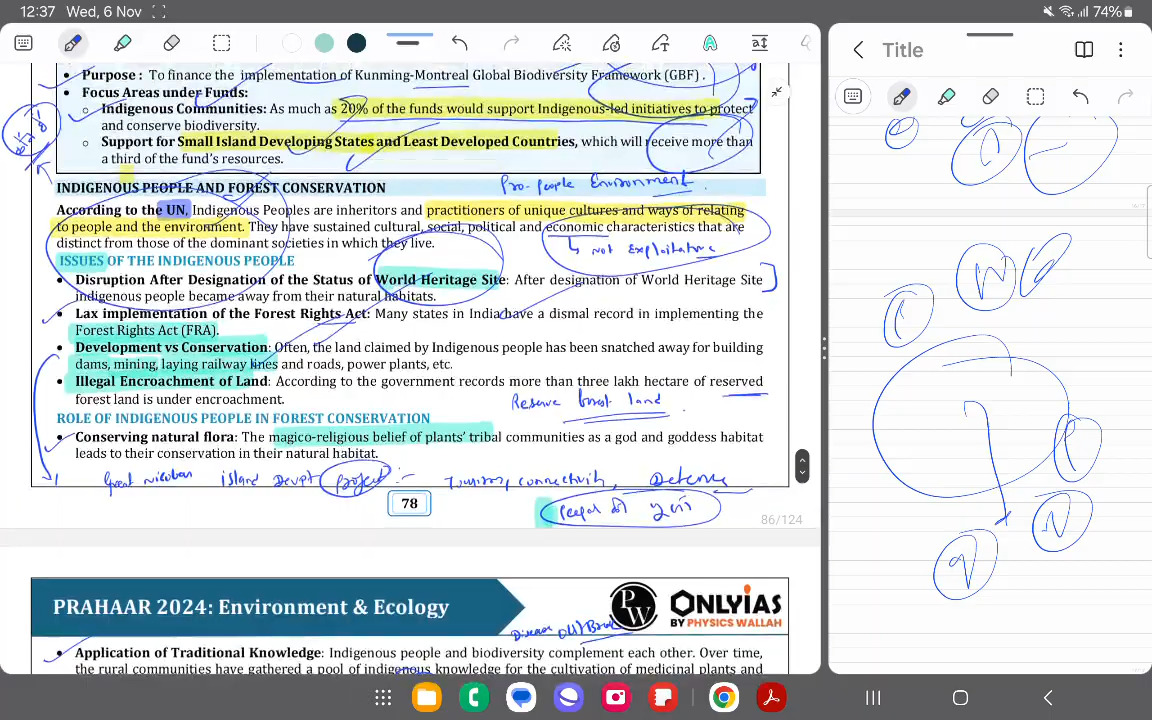 12:37 Wed, 6 Nov
74%
Title
Purpose : To finance the implementation of Kunming-Montreal Global Biodiversity Framework (GBF) .
Focus Areas under Funds:
Indigenous Communities: As much as 20% of the funds would support Indigenous-led initiatives to protect
and conserve biodiversity.
Support for Small Island Developing States and Least Developed Countries, which will receive more than
a third of the fund's resources.
INDIGENOUS PEOPLE AND FOREST CONSERVATION
Pro-people Environment
According to the UN, Indigenous Peoples are inheritors and practitioners of unique cultures and ways of relating
to people and the environment. They have sustained cultural, social, political and economic characteristics that are
distinct from those of the dominant societies in which they live.
not exploitative
ISSUES OF THE INDIGENOUS PEOPLE
Disruption After Designation of the Status of World Heritage Site: After designation of World Heritage Site
indigenous people became away from their natural habitats.
Lax implementation of the Forest Rights Act: Many states in India have a dismal record in implementing the
Forest Rights Act (FRA).
Development vs Conservation: Often, the land claimed by Indigenous people has been snatched away for building
dams, mining, laying railway lines and roads, power plants, etc.
Illegal Encroachment of Land: According to the government records more than three lakh hectare of reserved
forest land is under encroachment.
Reserve forest land
ROLE OF INDIGENOUS PEOPLE IN FOREST CONSERVATION
Conserving natural flora: The magico-religious belief of plants' tribal communities as a god and goddess habitat
leads to their conservation in their natural habitat.
Great nicobar island Devpt project :- Tourism, connectivity, Defense
78
86/124
PRAHAAR 2024: Environment & Ecology
PW
ONLYIAS
BY PHYSICS WALLAH
Disease
Application of Traditional Knowledge: Indigenous people and biodiversity complement each other. Over time,
the rural communities have gathered a pool of indigenous knowledge for the cultivation of medicinal plants and